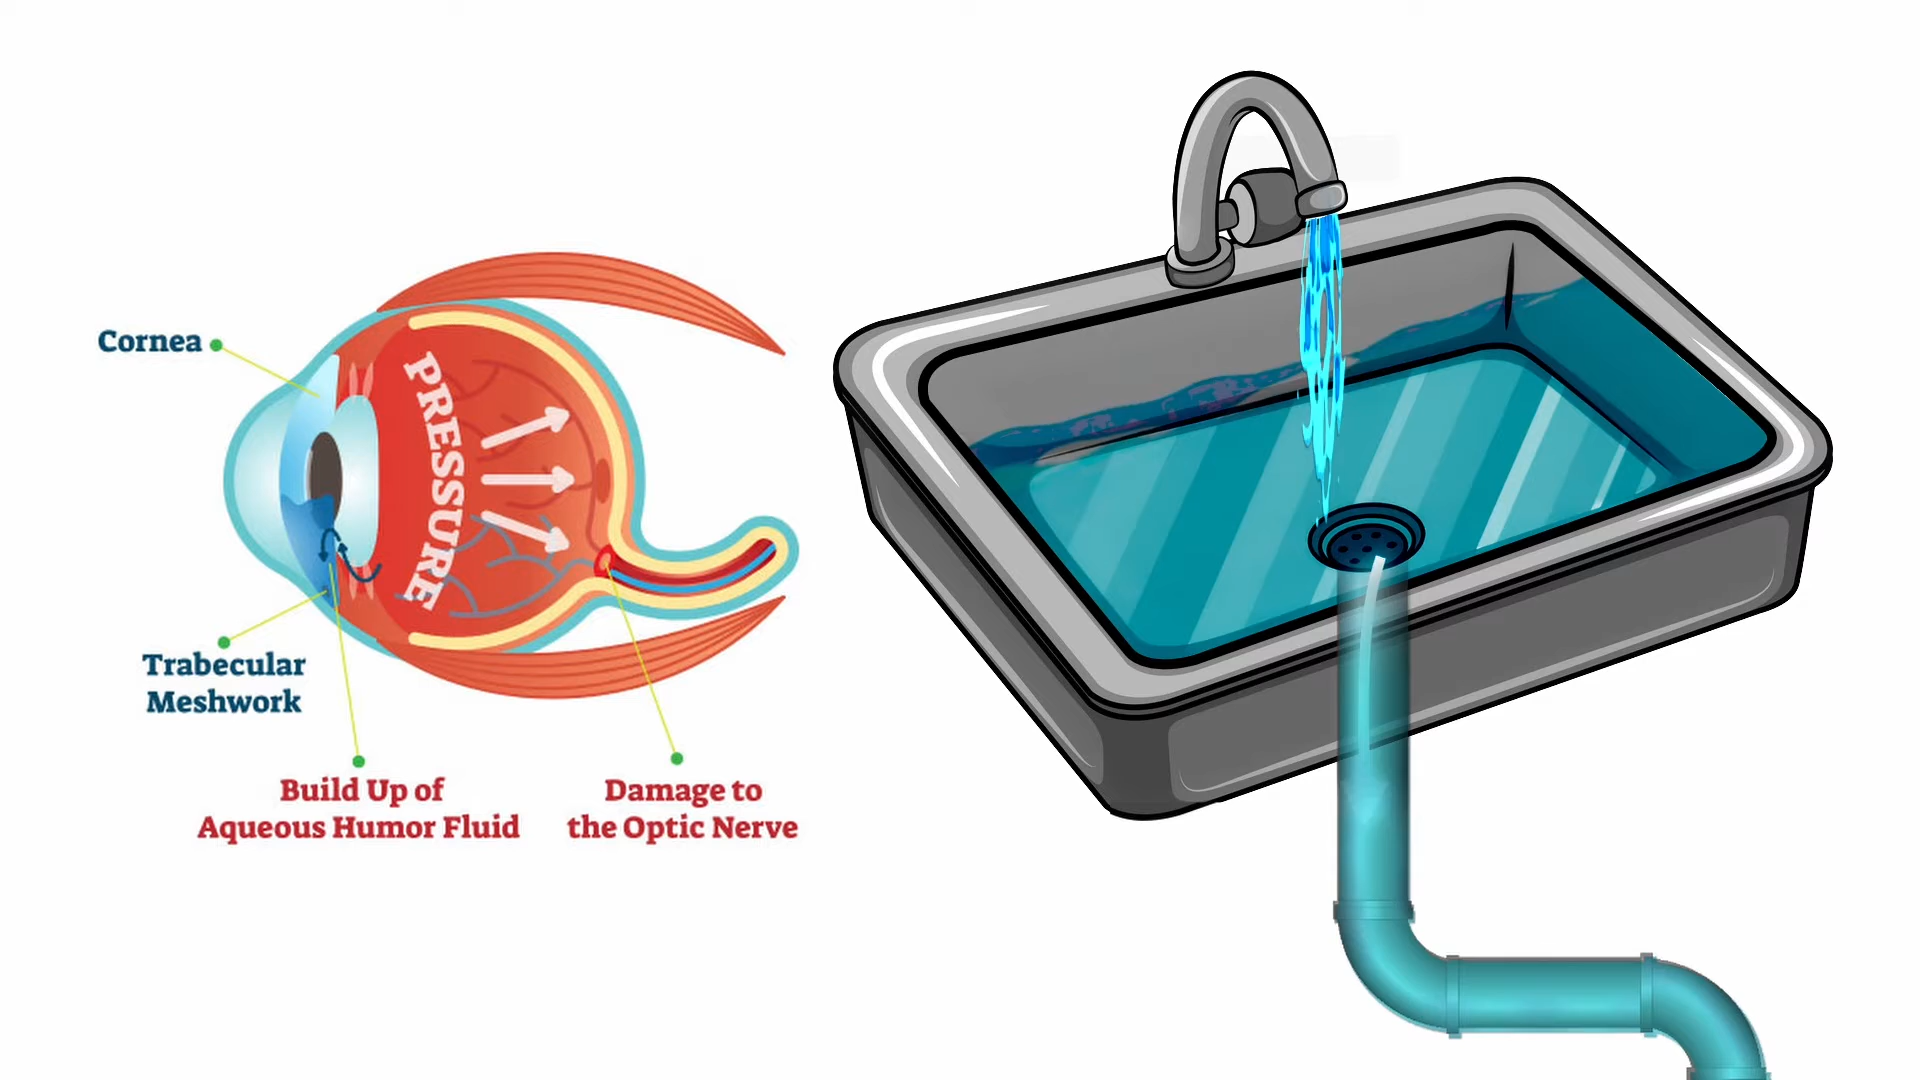 Cornea
PRESSURE
Trabecular
Meshwork
Build Up of
Aqueous Humor Fluid
Damage to
the Optic Nerve